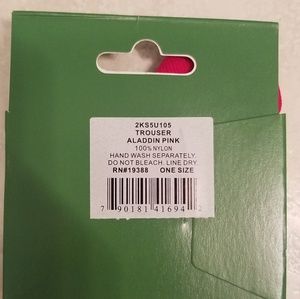 2KS5U105
TROUSER
ALADDIN PINK
100% NYLON
HAND WASH SEPARATELY.
DO NOT BLEACH. LINE DRY.
RN#19388 ONE SIZE
7 90181 41694 2